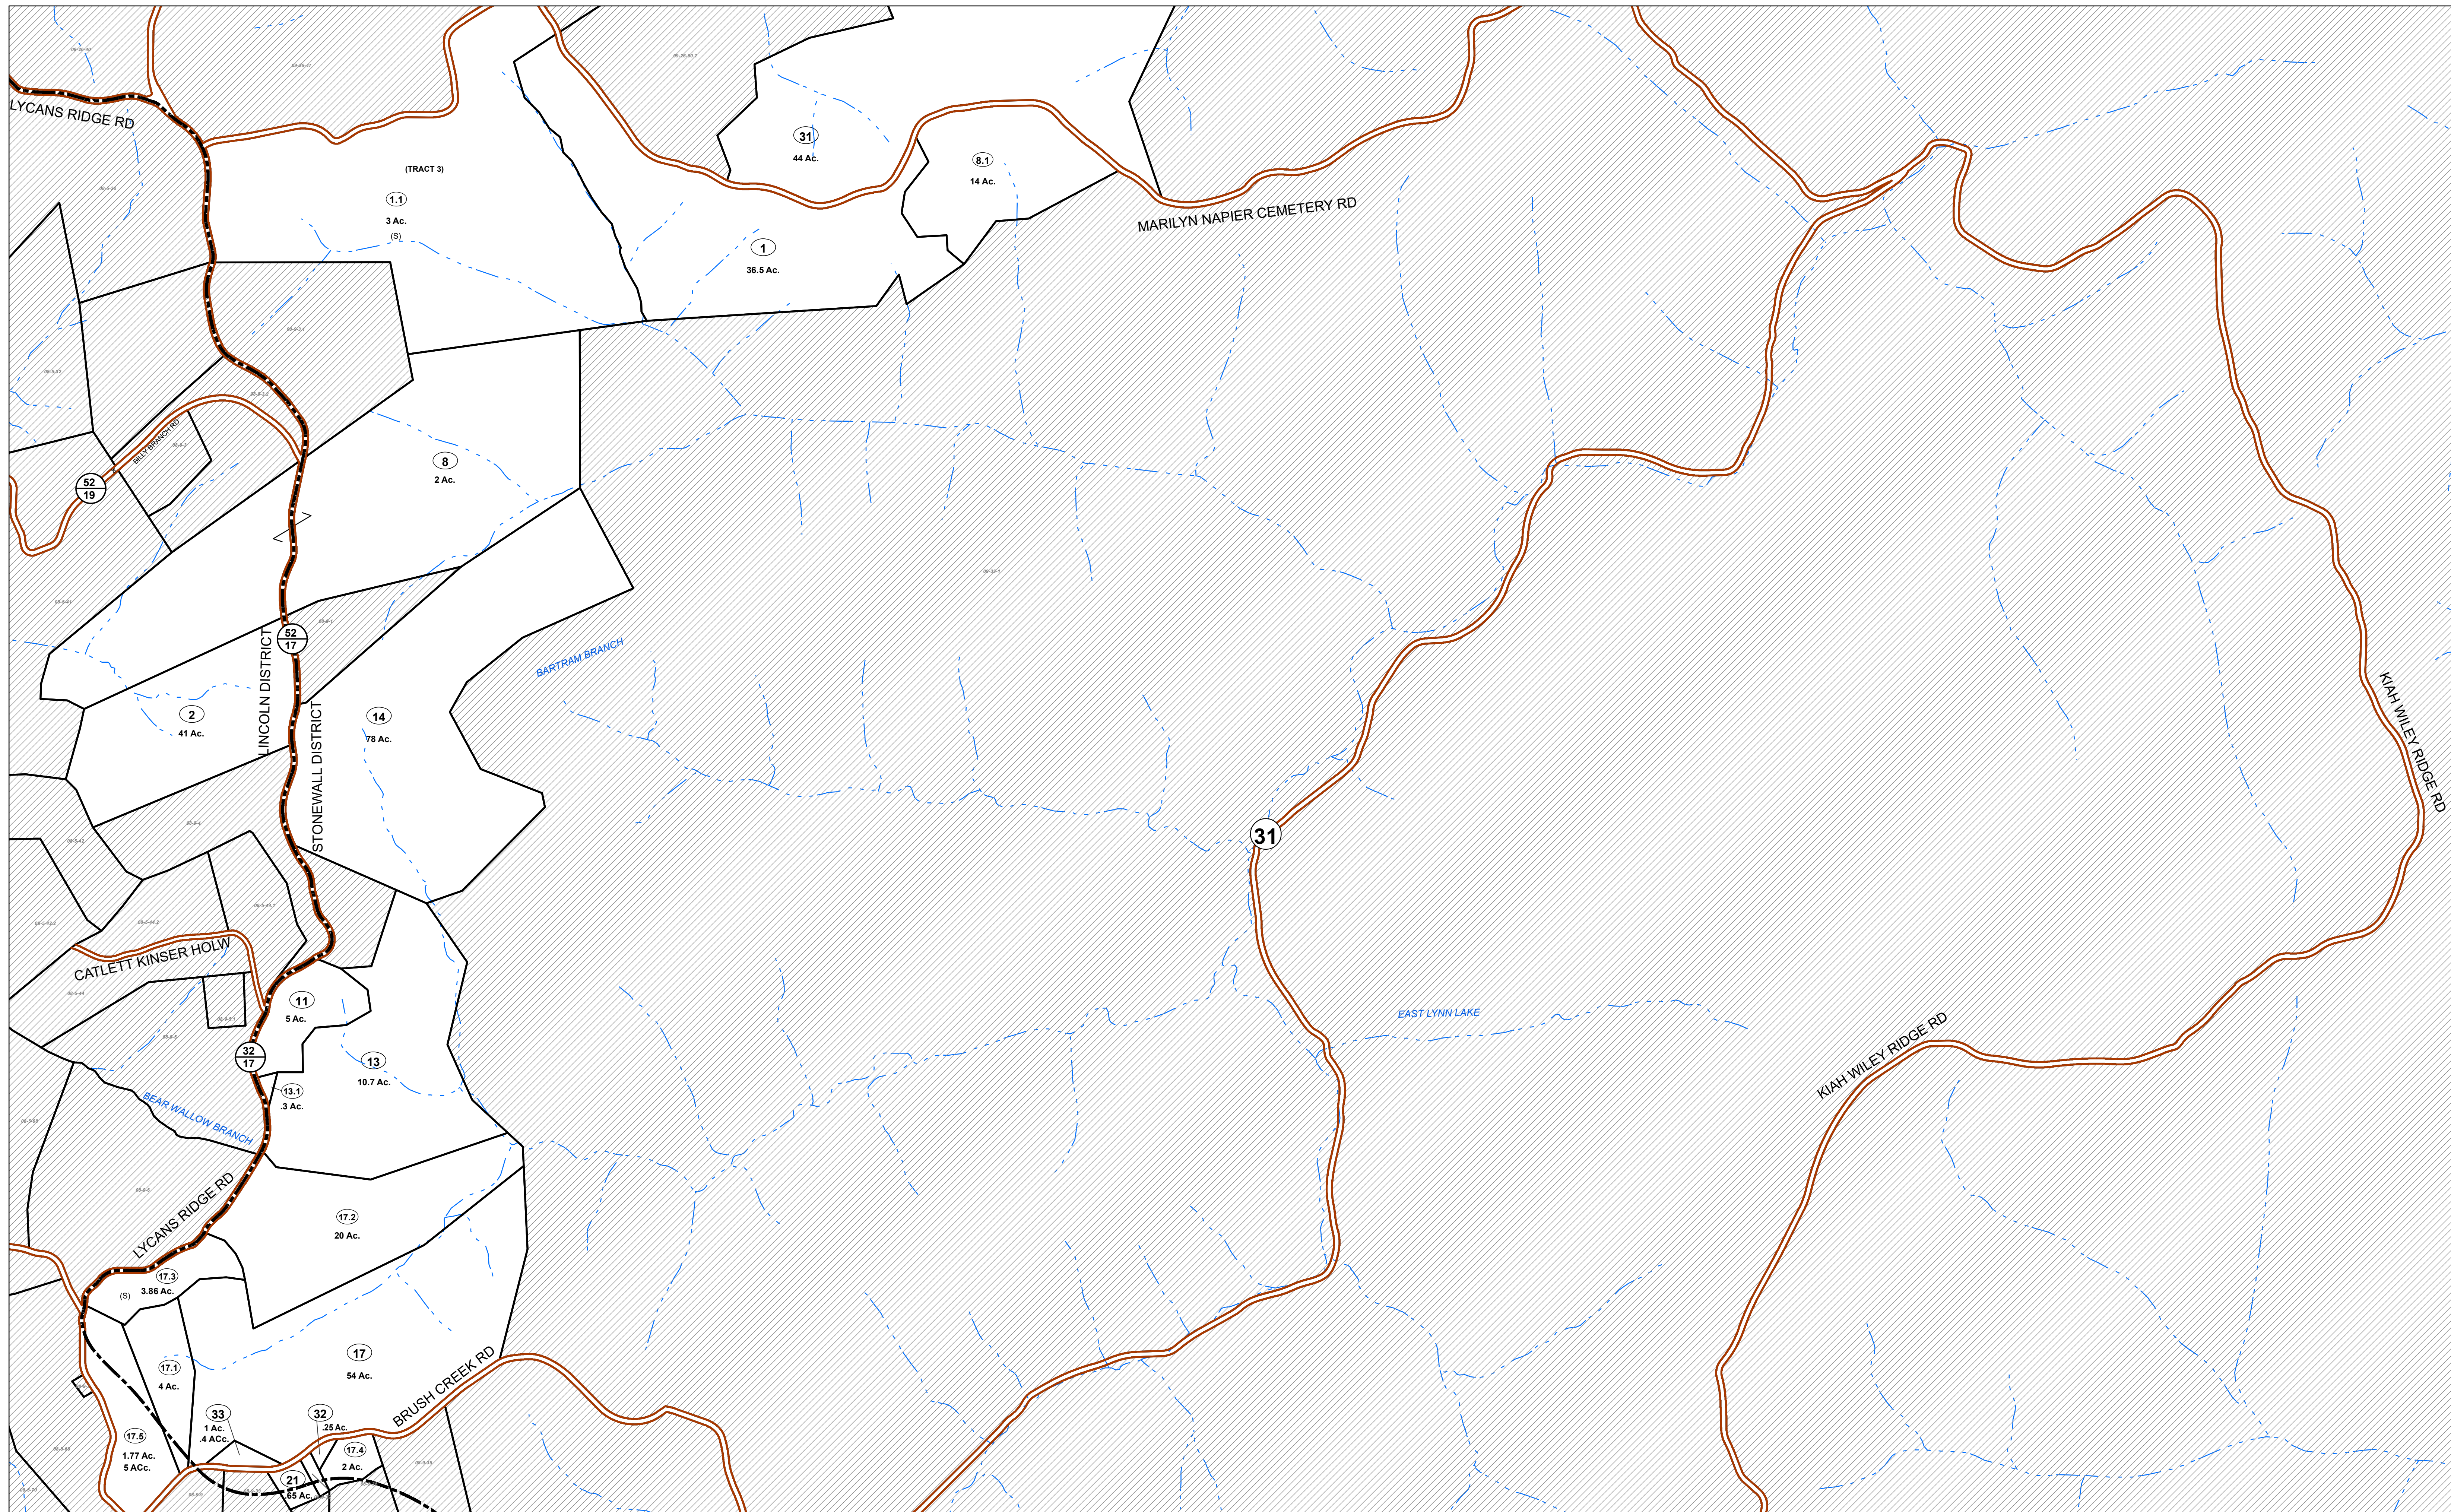 LYCANS RIDGE RD
(TRACT 3)
1.1
3 Ac.
(S)
31
44 Ac.
8.1
14 Ac.
MARILYN NAPIER CEMETERY RD
1
36.5 Ac.
BILLY BRANCH RD
52
19
8
2 Ac.
09-35-1
52
17
LINCOLN DISTRICT
STONEWALL DISTRICT
BARTRAM BRANCH
2
41 Ac.
14
78 Ac.
KIAH WILEY RIDGE RD
31
CATLETT KINSER HOLW
11
5 Ac.
EAST LYNN LAKE
32
17
13
10.7 Ac.
13.1
.3 Ac.
KIAH WILEY RIDGE RD
BEAR WALLOW BRANCH
LYCANS RIDGE RD
17.2
20 Ac.
17.3
3.86 Ac.
(S)
17
54 Ac.
17.1
4 Ac.
BRUSH CREEK RD
33
1 Ac.
.4 ACc.
32
.25 Ac.
17.5
1.77 Ac.
5 ACc.
17.4
2 Ac.
21
.65 Ac.